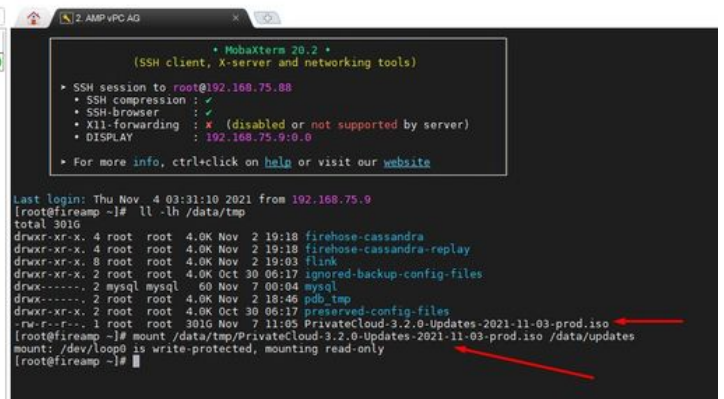 2. AMP vPC AG
• MobaXterm 20.2 •
(SSH client, X-server and networking tools)
➤ SSH session to root@192.168.75.88
• SSH compression : ✔
• SSH-browser : ✔
• X11-forwarding : ✘ (disabled or not supported by server)
• DISPLAY : 192.168.75.9:0.0
➤ For more info, ctrl+click on help or visit our website
Last login: Thu Nov  4 03:31:10 2021 from 192.168.75.9
[root@fireamp ~]#  ll -lh /data/tmp
total 301G
drwxr-xr-x. 4 root  root  4.0K Nov  2 19:18 firehose-cassandra
drwxr-xr-x. 4 root  root  4.0K Nov  2 19:18 firehose-cassandra-replay
drwxr-xr-x. 8 root  root  4.0K Nov  2 19:03 flink
drwxr-xr-x. 2 root  root  4.0K Oct 30 06:17 ignored-backup-config-files
drwx------. 2 mysql mysql   60 Nov  7 00:04 mysql
drwx------. 2 root  root  4.0K Nov  2 18:46 pdb_tmp
drwxr-xr-x. 2 root  root  4.0K Oct 30 06:17 preserved-config-files
-rw-r--r--. 1 root  root  301G Nov  7 11:05 PrivateCloud-3.2.0-Updates-2021-11-03-prod.iso
[root@fireamp ~]# mount /data/tmp/PrivateCloud-3.2.0-Updates-2021-11-03-prod.iso /data/updates
mount: /dev/loop0 is write-protected, mounting read-only
[root@fireamp ~]#